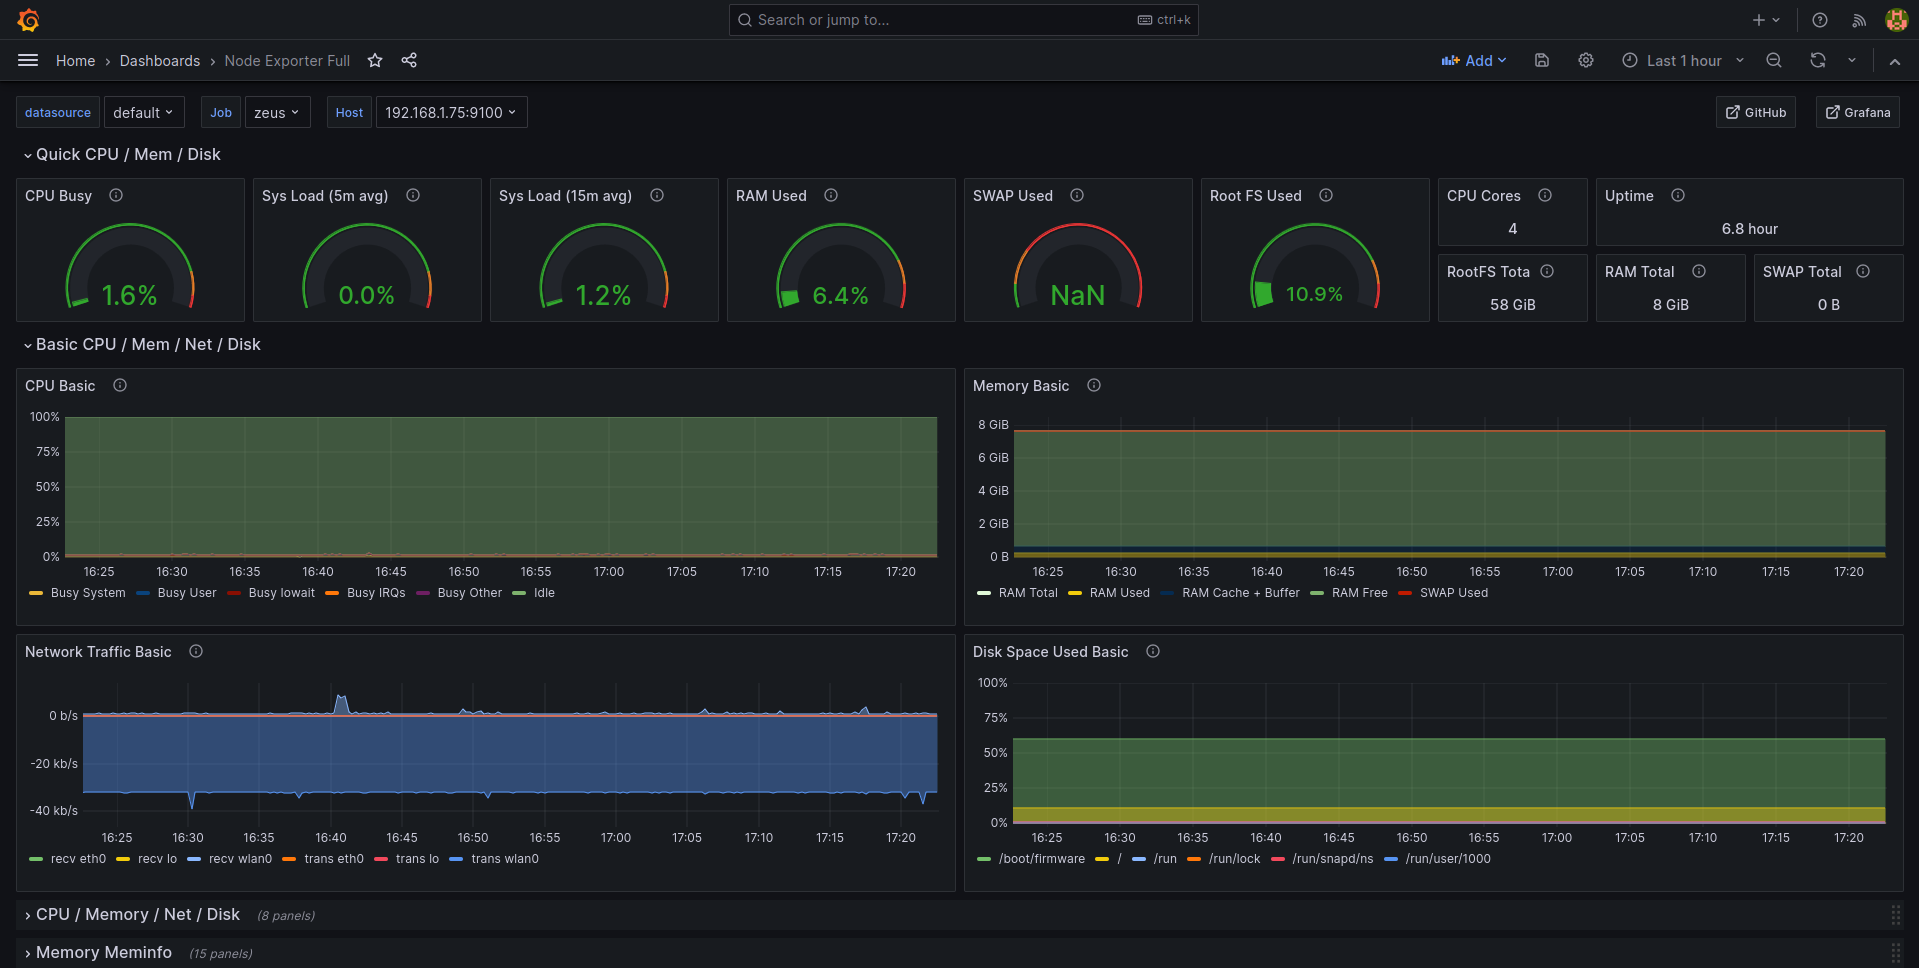 Search or jump to... ctrl+k
Home › Dashboards › Node Exporter Full Add Last 1 hour
datasource default Job zeus Host 192.168.1.75:9100 GitHub Grafana
Quick CPU / Mem / Disk
CPU Busy
1.6%
Sys Load (5m avg)
0.0%
Sys Load (15m avg)
1.2%
RAM Used
6.4%
SWAP Used
NaN
Root FS Used
10.9%
CPU Cores
4
Uptime
6.8 hour
RootFS Tota
58 GiB
RAM Total
8 GiB
SWAP Total
0 B
Basic CPU / Mem / Net / Disk
CPU Basic
100%
75%
50%
25%
0%
16:25 16:30 16:35 16:40 16:45 16:50 16:55 17:00 17:05 17:10 17:15 17:20
Busy System Busy User Busy Iowait Busy IRQs Busy Other Idle
Memory Basic
8 GiB
6 GiB
4 GiB
2 GiB
0 B
16:25 16:30 16:35 16:40 16:45 16:50 16:55 17:00 17:05 17:10 17:15 17:20
RAM Total RAM Used RAM Cache + Buffer RAM Free SWAP Used
Network Traffic Basic
0 b/s
-20 kb/s
-40 kb/s
16:25 16:30 16:35 16:40 16:45 16:50 16:55 17:00 17:05 17:10 17:15 17:20
recv eth0 recv lo recv wlan0 trans eth0 trans lo trans wlan0
Disk Space Used Basic
100%
75%
50%
25%
0%
16:25 16:30 16:35 16:40 16:45 16:50 16:55 17:00 17:05 17:10 17:15 17:20
/boot/firmware / /run /run/lock /run/snapd/ns /run/user/1000
CPU / Memory / Net / Disk (8 panels)
Memory Meminfo (15 panels)